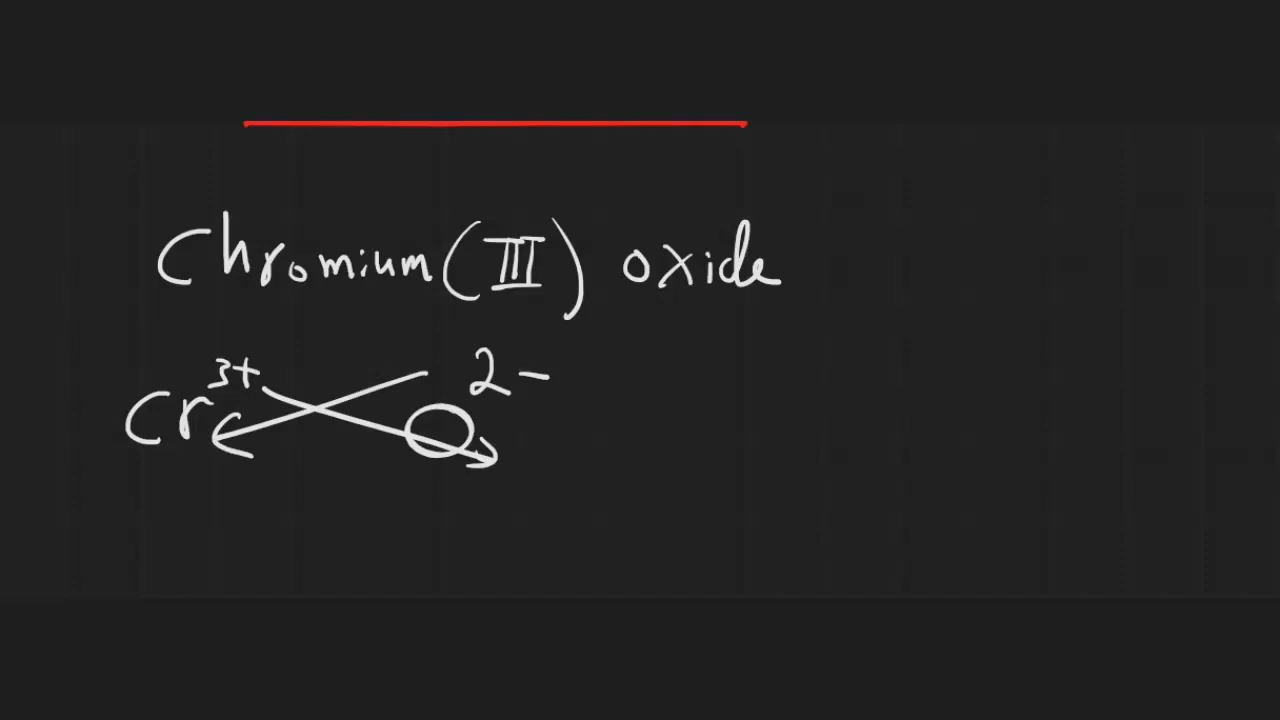 Chromium (III) oxide
Cr³⁺ O²⁻